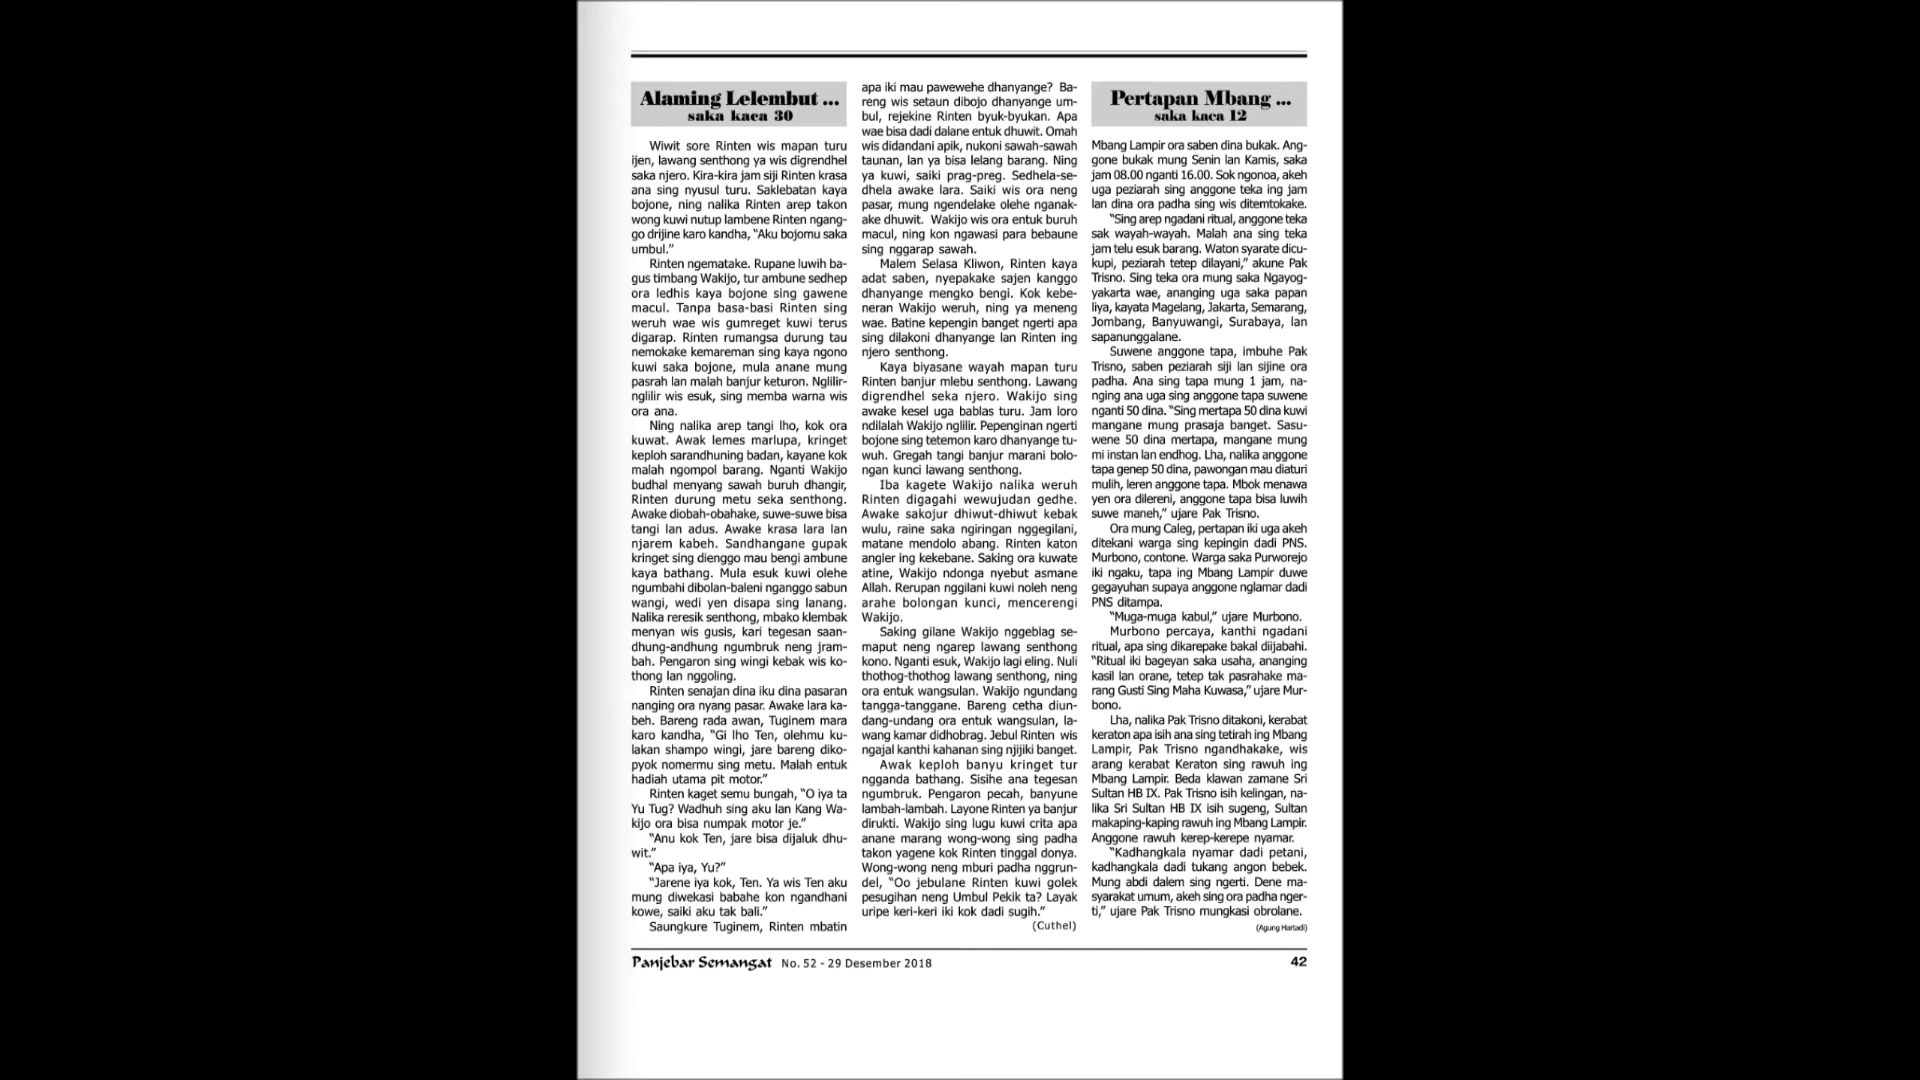 Alaming Lelembut ...
saka kaca 30
Wiwit sore Rinten wis mapan turu
ijen, lawang senthong ya wis digrendhel
saka njero. Kira-kira jam siji Rinten krasa
ana sing nyusul turu. Saklebatan kaya
bojone, ning nalika Rinten arep takon
wong kuwi nutup lambene Rinten ngang-
go drijine karo kandha, “Aku bojomu saka
umbul.”
Rinten ngematake. Rupane luwih ba-
gus timbang Wakijo, tur ambune sedhep
ora ledhis kaya bojone sing gawene
macul. Tanpa basa-basi Rinten sing
weruh wae wis gumreget kuwi terus
digarap. Rinten rumangsa durung tau
nemokake kemareman sing kaya ngono
kuwi saka bojone, mula anane mung
pasrah lan malah banjur keturon. Nglilir-
nglilir wis esuk, sing memba warna wis
ora ana.
Ning nalika arep tangi lho, kok ora
kuwat. Awak lemes marlupa, kringet
keploh sarandhuning badan, kayane kok
malah ngompol barang. Nganti Wakijo
budhal menyang sawah buruh dhangir,
Rinten durung metu seka senthong.
Awake diobah-obahake, suwe-suwe bisa
tangi lan adus. Awake krasa lara lan
njarem kabeh. Sandhangane gupak
kringet sing dienggo mau bengi ambune
kaya bathang. Mula esuk kuwi olehe
ngumbahi dibolan-baleni nganggo sabun
wangi, wedi yen disapa sing lanang.
Nalika reresik senthong, mbako klembak
menyan wis gusis, kari tegesan saan-
dhung-andhung ngumbruk neng jram-
bah. Pengaron sing wingi kebak wis ko-
thong lan nggoling.
Rinten senajan dina iku dina pasaran
nanging ora nyang pasar. Awake lara ka-
beh. Bareng rada awan, Tuginem mara
karo kandha, “Gi lho Ten, olehmu ku-
lakan shampo wingi, jare bareng diko-
pyok nomermu sing metu. Malah entuk
hadiah utama pit motor.”
Rinten kaget semu bungah, “O iya ta
Yu Tug? Wadhuh sing aku lan Kang Wa-
kijo ora bisa numpak motor je.”
“Anu kok Ten, jare bisa dijaluk dhu-
wit.”
“Apa iya, Yu?”
“Jarene iya kok, Ten. Ya wis Ten aku
mung diwekasi babahe kon ngandhani
kowe, saiki aku tak bali.”
Saungkure Tuginem, Rinten mbatin
apa iki mau pawewehe dhanyange? Ba-
reng wis setaun dibojo dhanyange um-
bul, rejekine Rinten byuk-byukan. Apa
wae bisa dadi dalane entuk dhuwit. Omah
wis didandani apik, nukoni sawah-sawah
taunan, lan ya bisa lelang barang. Ning
ya kuwi, saiki prag-preg. Sedhela-se-
dhela awake lara. Saiki wis ora neng
pasar, mung ngendelake olehe nganak-
ake dhuwit. Wakijo wis ora entuk buruh
macul, ning kon ngawasi para bebaune
sing nggarap sawah.
Malem Selasa Kliwon, Rinten kaya
adat saben, nyepakake sajen kanggo
dhanyange mengko bengi. Kok kebe-
neran Wakijo weruh, ning ya meneng
wae. Batine kepengin banget ngerti apa
sing dilakoni dhanyange lan Rinten ing
njero senthong.
Kaya biyasane wayah mapan turu
Rinten banjur mlebu senthong. Lawang
digrendhel seka njero. Wakijo sing
awake kesel uga bablas turu. Jam loro
ndilalah Wakijo nglilir. Pepenginan ngerti
bojone sing tetemon karo dhanyange tu-
wuh. Gregah tangi banjur marani bolo-
ngan kunci lawang senthong.
Iba kagete Wakijo nalika weruh
Rinten digagahi wewujudan gedhe.
Awake sakojur dhiwut-dhiwut kebak
wulu, raine saka ngiringan nggegilani,
matane mendolo abang. Rinten katon
angler ing kekebane. Saking ora kuwate
atine, Wakijo ndonga nyebut asmane
Allah. Rerupan nggilani kuwi noleh neng
arahe bolongan kunci, mencerengi
Wakijo.
Saking gilane Wakijo nggeblag se-
maput neng ngarep lawang senthong
kono. Nganti esuk, Wakijo lagi eling. Nuli
thothog-thothog lawang senthong, ning
ora entuk wangsulan. Wakijo ngundang
tangga-tanggane. Bareng cetha diun-
dang-undang ora entuk wangsulan, la-
wang kamar didhobrag. Jebul Rinten wis
ngajal kanthi kahanan sing njijiki banget.
Awak keploh banyu kringet tur
ngganda bathang. Sisihe ana tegesan
ngumbruk. Pengaron pecah, banyune
lambah-lambah. Layone Rinten ya banjur
dirukti. Wakijo sing lugu kuwi crita apa
anane marang wong-wong sing padha
takon yagene kok Rinten tinggal donya.
Wong-wong neng mburi padha nggrun-
del, “Oo jebulane Rinten kuwi golek
pesugihan neng Umbul Pekik ta? Layak
uripe keri-keri iki kok dadi sugih.”
(Cuthel)
Pertapan Mbang ...
saka kaca 12
Mbang Lampir ora saben dina bukak. Ang-
gone bukak mung Senin lan Kamis, saka
jam 08.00 nganti 16.00. Sok ngonoa, akeh
uga peziarah sing anggone teka ing jam
lan dina ora padha sing wis ditemtokake.
“Sing arep ngadani ritual, anggone teka
sak wayah-wayah. Malah ana sing teka
jam telu esuk barang. Waton syarate dicu-
kupi, peziarah tetep dilayani,” akune Pak
Trisno. Sing teka ora mung saka Ngayog-
yakarta wae, ananging uga saka papan
liya, kayata Magelang, Jakarta, Semarang,
Jombang, Banyuwangi, Surabaya, lan
sapanunggalane.
Suwene anggone tapa, imbuhe Pak
Trisno, saben peziarah siji lan sijine ora
padha. Ana sing tapa mung 1 jam, na-
nging ana uga sing anggone tapa suwene
nganti 50 dina. “Sing mertapa 50 dina kuwi
mangane mung prasaja banget. Sasu-
wene 50 dina mertapa, mangane mung
mi instan lan endhog. Lha, nalika anggone
tapa genep 50 dina, pawongan mau diaturi
mulih, leren anggone tapa. Mbok menawa
yen ora dilereni, anggone tapa bisa luwih
suwe maneh,” ujare Pak Trisno.
Ora mung Caleg, pertapan iki uga akeh
ditekani warga sing kepingin dadi PNS.
Murbono, contone. Warga saka Purworejo
iki ngaku, tapa ing Mbang Lampir duwe
gegayuhan supaya anggone nglamar dadi
PNS ditampa.
“Muga-muga kabul,” ujare Murbono.
Murbono percaya, kanthi ngadani
ritual, apa sing dikarepake bakal diijabahi.
“Ritual iki bageyan saka usaha, ananging
kasil lan orane, tetep tak pasrahake ma-
rang Gusti Sing Maha Kuwasa,” ujare Mur-
bono.
Lha, nalika Pak Trisno ditakoni, kerabat
keraton apa isih ana sing tetirah ing Mbang
Lampir, Pak Trisno ngandhakake, wis
arang kerabat Keraton sing rawuh ing
Mbang Lampir. Beda klawan zamane Sri
Sultan HB IX. Pak Trisno isih kelingan, na-
lika Sri Sultan HB IX isih sugeng, Sultan
makaping-kaping rawuh ing Mbang Lampir.
Anggone rawuh kerep-kerepe nyamar.
“Kadhangkala nyamar dadi petani,
kadhangkala dadi tukang angon bebek.
Mung abdi dalem sing ngerti. Dene ma-
syarakat umum, akeh sing ora padha nger-
ti,” ujare Pak Trisno mungkasi obrolane.
(Agung Hartadi)
Panjebar Semangat No. 52 - 29 Desember 2018
42